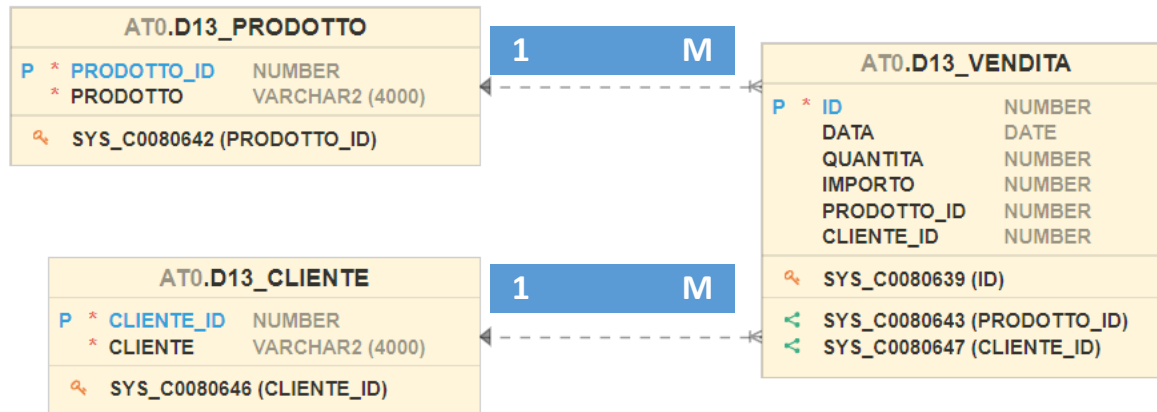 AT0.D13_PRODOTTO
P * PRODOTTO_ID NUMBER
* PRODOTTO VARCHAR2 (4000)
SYS_C0080642 (PRODOTTO_ID)
1 M
AT0.D13_VENDITA
P * ID NUMBER
DATA DATE
QUANTITA NUMBER
IMPORTO NUMBER
PRODOTTO_ID NUMBER
CLIENTE_ID NUMBER
SYS_C0080639 (ID)
SYS_C0080643 (PRODOTTO_ID)
SYS_C0080647 (CLIENTE_ID)
AT0.D13_CLIENTE
P * CLIENTE_ID NUMBER
* CLIENTE VARCHAR2 (4000)
SYS_C0080646 (CLIENTE_ID)
1 M